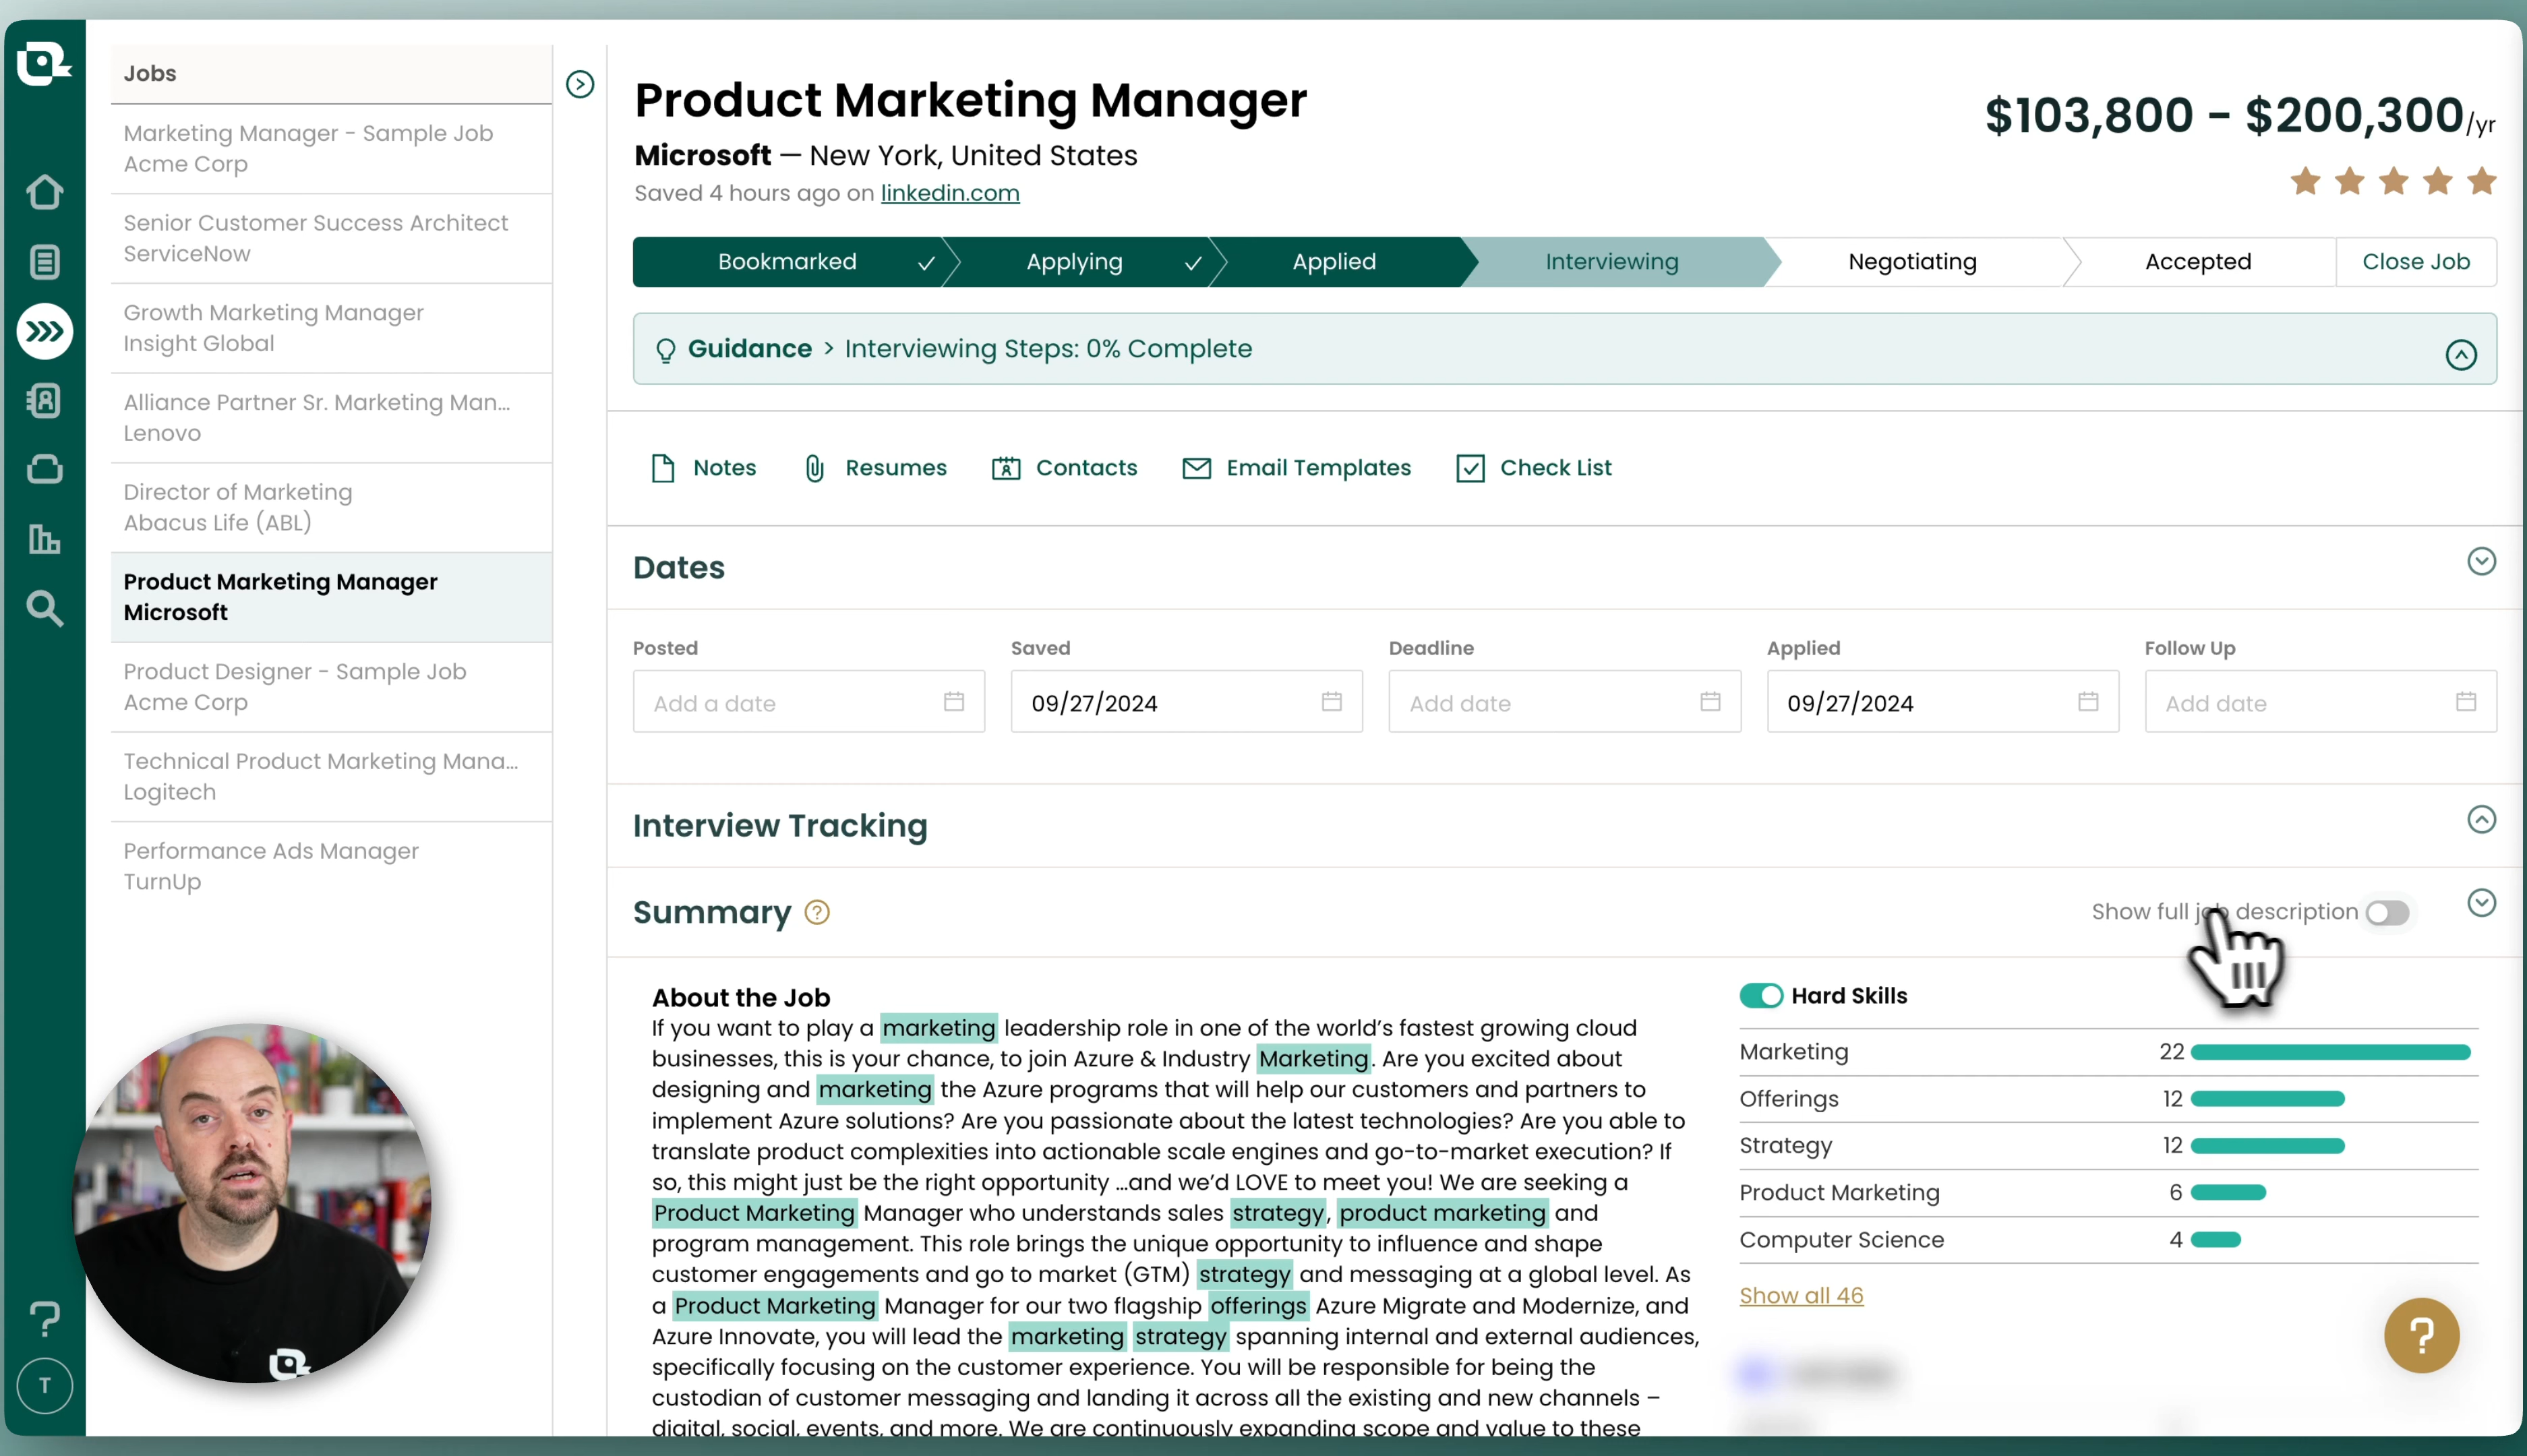 Jobs
Marketing Manager - Sample Job
Acme Corp
Senior Customer Success Architect
ServiceNow
Growth Marketing Manager
Insight Global
Alliance Partner Sr. Marketing Man...
Lenovo
Director of Marketing
Abacus Life (ABL)
Product Marketing Manager
Microsoft
Product Designer - Sample Job
Acme Corp
Technical Product Marketing Mana...
Logitech
Performance Ads Manager
TurnUp
?
T
Product Marketing Manager
Microsoft — New York, United States
Saved 4 hours ago on linkedin.com
$103,800 - $200,300/yr
Bookmarked Applying Applied Interviewing Negotiating Accepted Close Job
Guidance > Interviewing Steps: 0% Complete
Notes Resumes Contacts Email Templates Check List
Dates
Posted Saved Deadline Applied Follow Up
Add a date 09/27/2024 Add date 09/27/2024 Add date
Interview Tracking
Summary ? Show full job description
About the Job
If you want to play a marketing leadership role in one of the world's fastest growing cloud
businesses, this is your chance, to join Azure & Industry Marketing. Are you excited about
designing and marketing the Azure programs that will help our customers and partners to
implement Azure solutions? Are you passionate about the latest technologies? Are you able to
translate product complexities into actionable scale engines and go-to-market execution? If
so, this might just be the right opportunity …and we'd LOVE to meet you! We are seeking a
Product Marketing Manager who understands sales strategy, product marketing and
program management. This role brings the unique opportunity to influence and shape
customer engagements and go to market (GTM) strategy and messaging at a global level. As
a Product Marketing Manager for our two flagship offerings Azure Migrate and Modernize, and
Azure Innovate, you will lead the marketing strategy spanning internal and external audiences,
specifically focusing on the customer experience. You will be responsible for being the
custodian of customer messaging and landing it across all the existing and new channels –
digital, social, events, and more. We are continuously expanding scope and value to these
Hard Skills
Marketing 22
Offerings 12
Strategy 12
Product Marketing 6
Computer Science 4
Show all 46
?